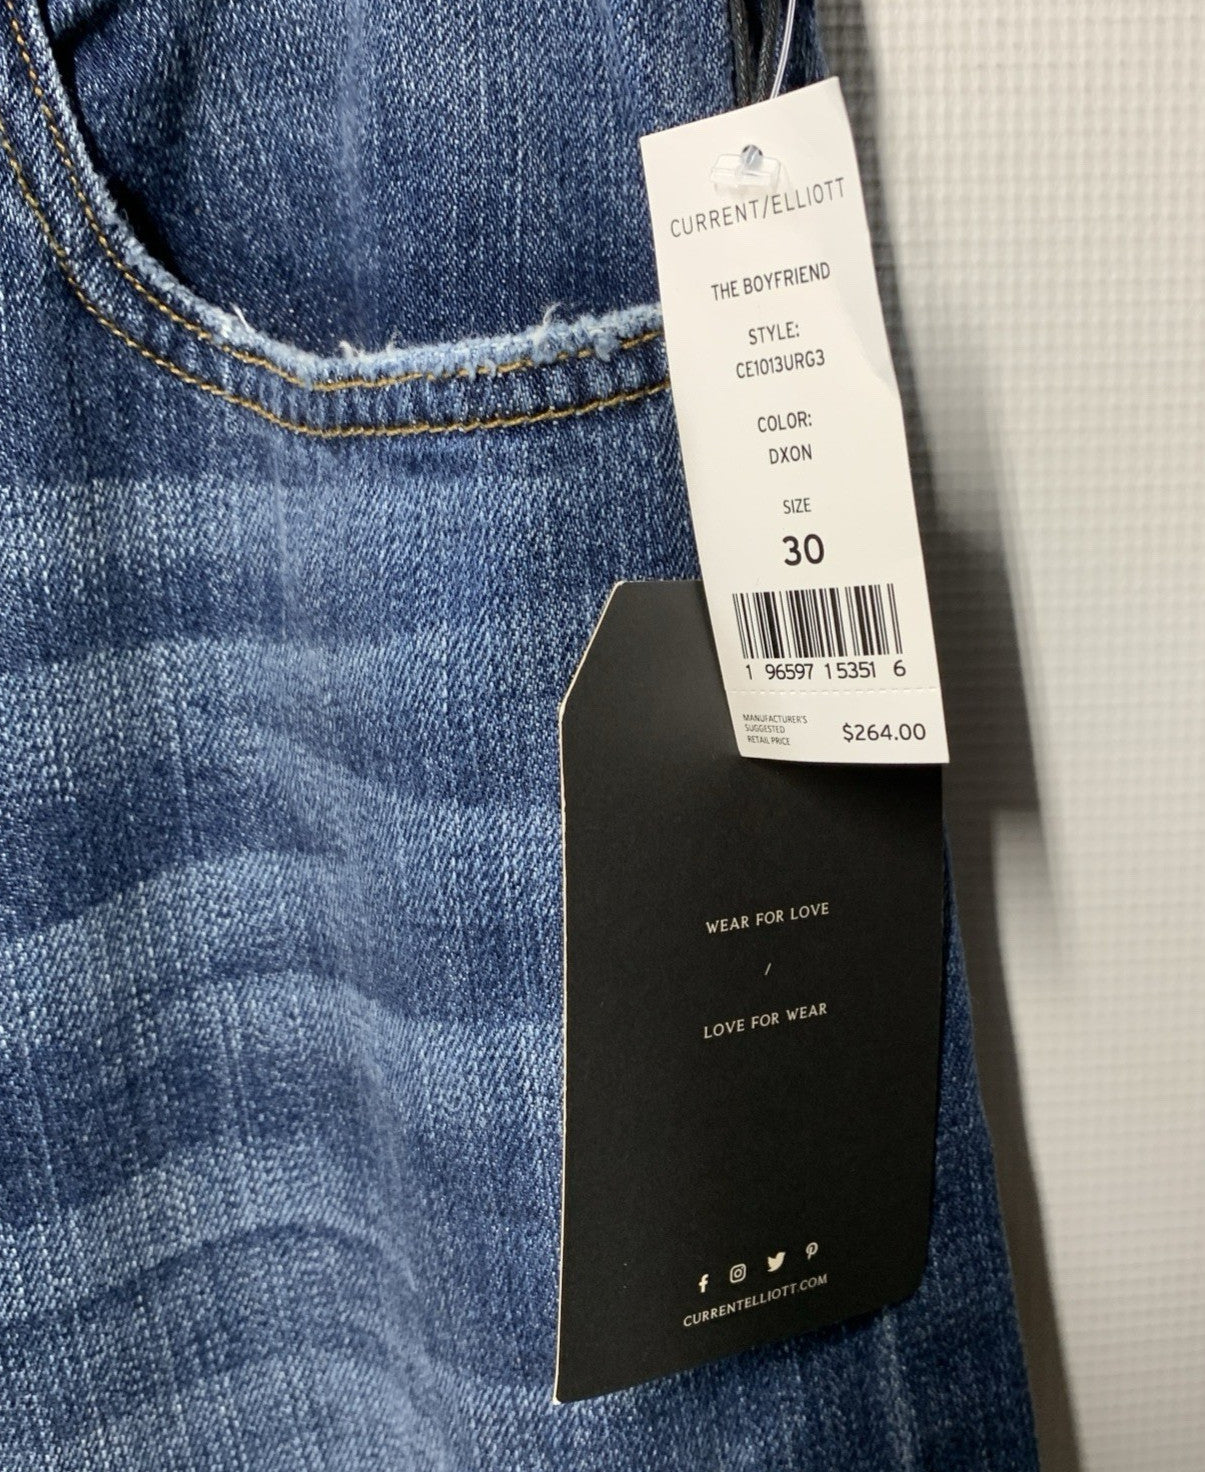 CURRENT/ELLIOTT
THE BOYFRIEND
STYLE:
CE1013URG3
COLOR:
DXON
SIZE
30
1 96597 15351 6
MANUFACTURER'S
SUGGESTED
RETAIL PRICE
$264.00
WEAR FOR LOVE
/
LOVE FOR WEAR
CURRENTELLIOTT.COM